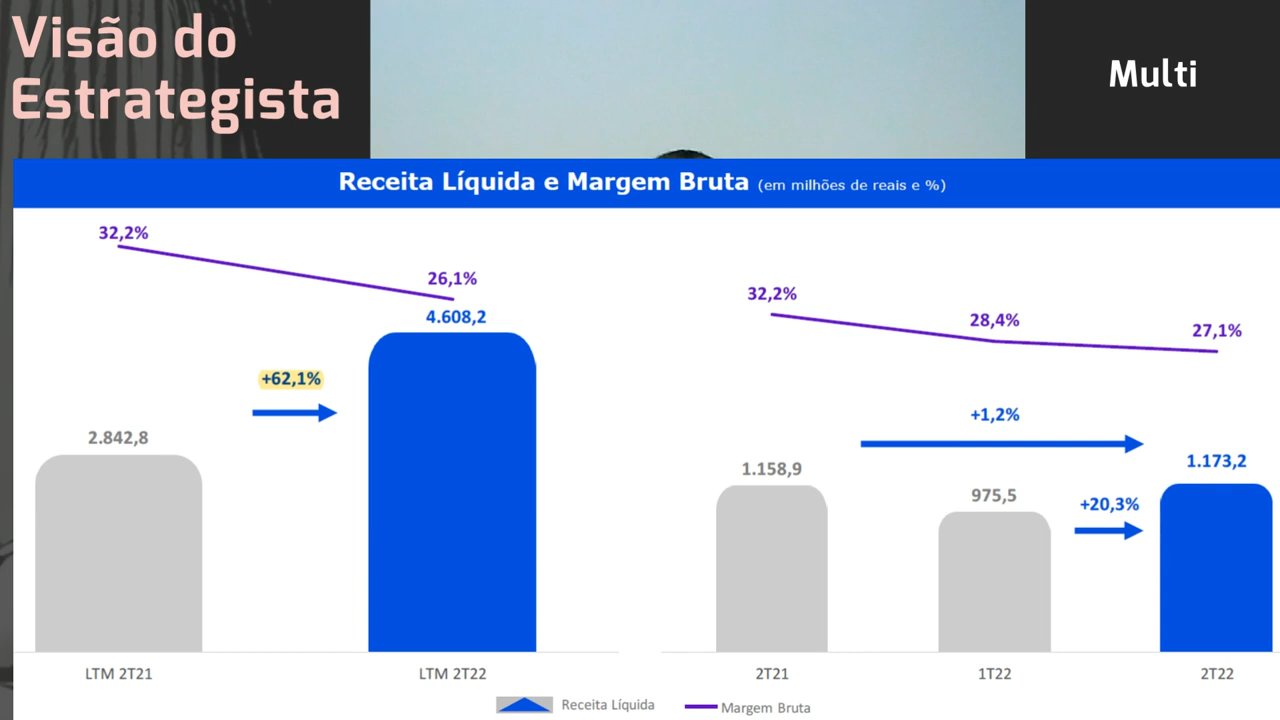 Visão do
Estrategista
Multi
Receita Líquida e Margem Bruta (em milhões de reais e %)
32,2%
26,1%
4.608,2
+62,1%
2.842,8
LTM 2T21
LTM 2T22
32,2%
28,4%
27,1%
+1,2%
1.158,9
975,5
1.173,2
+20,3%
2T21
1T22
2T22
Receita Líquida
Margem Bruta